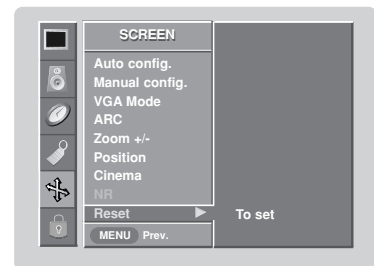 SCREEN
Auto config.
Manual config.
VGA Mode
ARC
Zoom +/-
Position
Cinema
NR
Reset ▶ To set
MENU Prev.